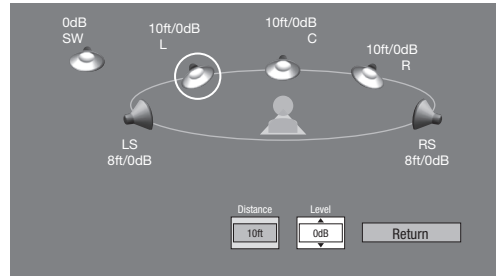 0dB
SW
10ft/0dB
L
10ft/0dB
C
10ft/0dB
R
LS
8ft/0dB
RS
8ft/0dB
Distance
10ft
Level
0dB
Return